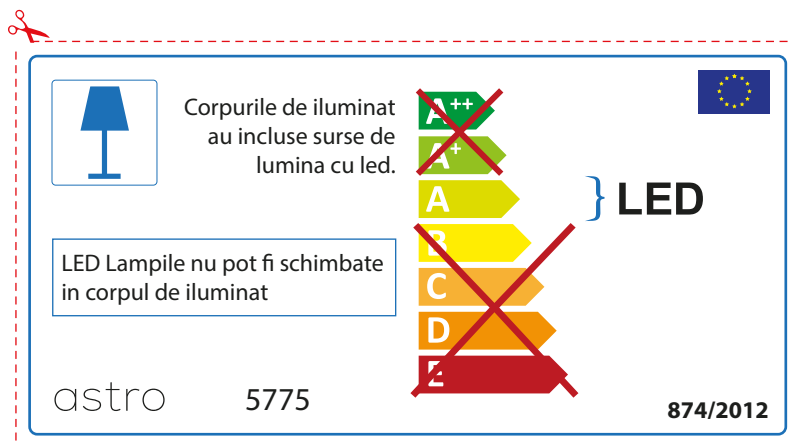 Corpurile de iluminat
au incluse surse de
lumina cu led.
A++
A+
A
B
C
D
E
LED
LED Lampile nu pot fi schimbate
in corpul de iluminat
astro
5775
874/2012